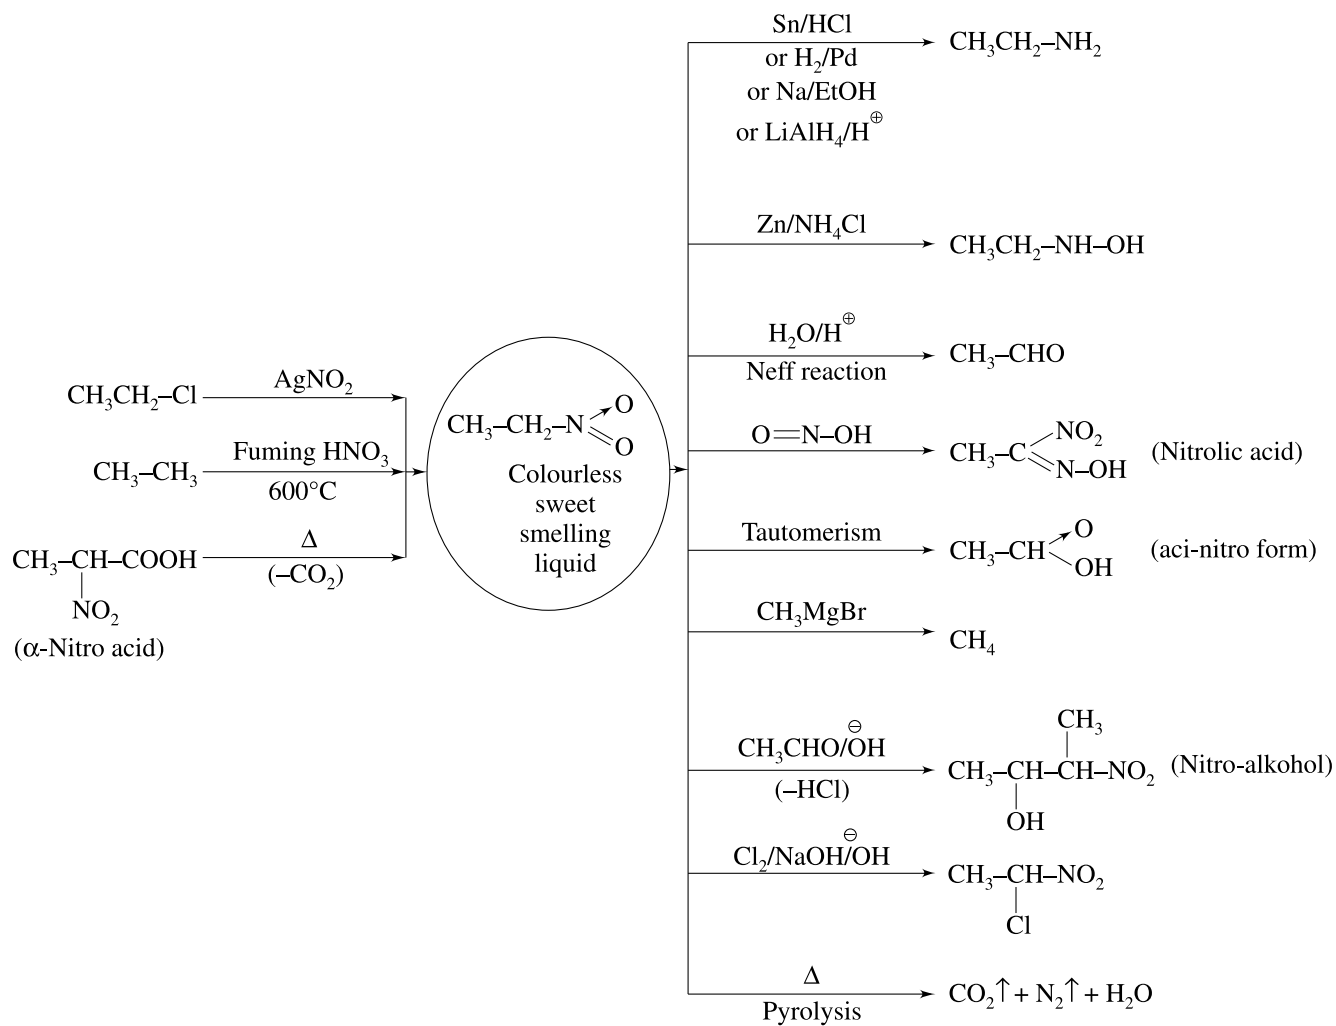 CH₃CH₂–Cl
AgNO₂
CH₃–CH₃
Fuming HNO₃
600°C
CH₃–CH–COOH
NO₂
(α-Nitro acid)
Δ
(–CO₂)
O
CH₃–CH₂–N
O
Colourless
sweet
smelling
liquid
Sn/HCl
or H₂/Pd
or Na/EtOH
or LiAlH₄/H⊕
CH₃CH₂–NH₂
Zn/NH₄Cl
CH₃CH₂–NH–OH
H₂O/H⊕
Neff reaction
CH₃–CHO
O=N–OH
NO₂
CH₃–C
N–OH
(Nitrolic acid)
Tautomerism
O
CH₃–CH
OH
(aci-nitro form)
CH₃MgBr
CH₄
CH₃CHO/⊖OH
(–HCl)
CH₃
CH₃–CH–CH–NO₂
OH
(Nitro-alkohol)
Cl₂/NaOH/⊖OH
CH₃–CH–NO₂
Cl
Δ
Pyrolysis
CO₂↑ + N₂↑ + H₂O